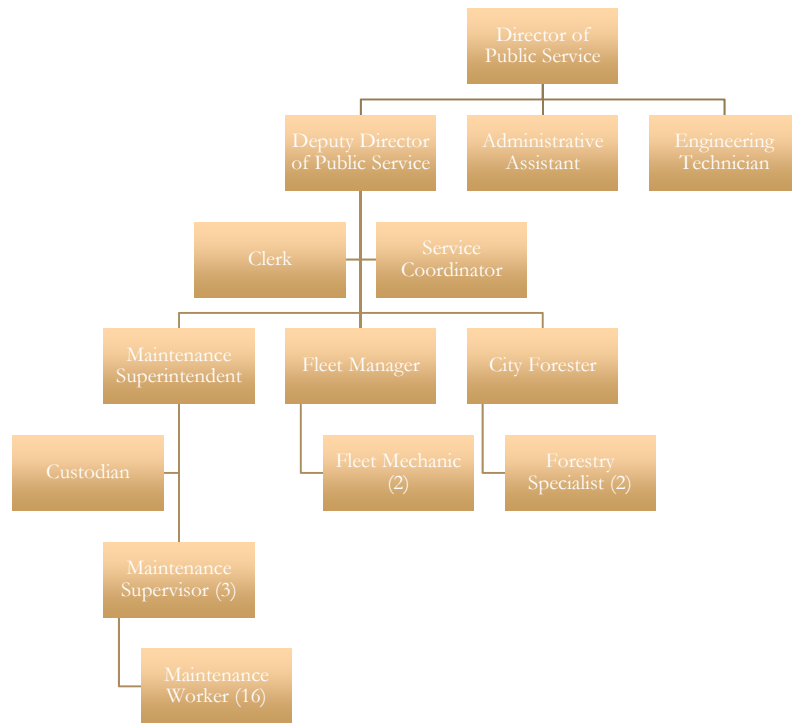 Director of
Public Service
Deputy Director
of Public Service
Administrative
Assistant
Engineering
Technician
Clerk
Service
Coordinator
Maintenance
Superintendent
Fleet Manager
City Forester
Custodian
Fleet Mechanic
(2)
Forestry
Specialist (2)
Maintenance
Supervisor (3)
Maintenance
Worker (16)